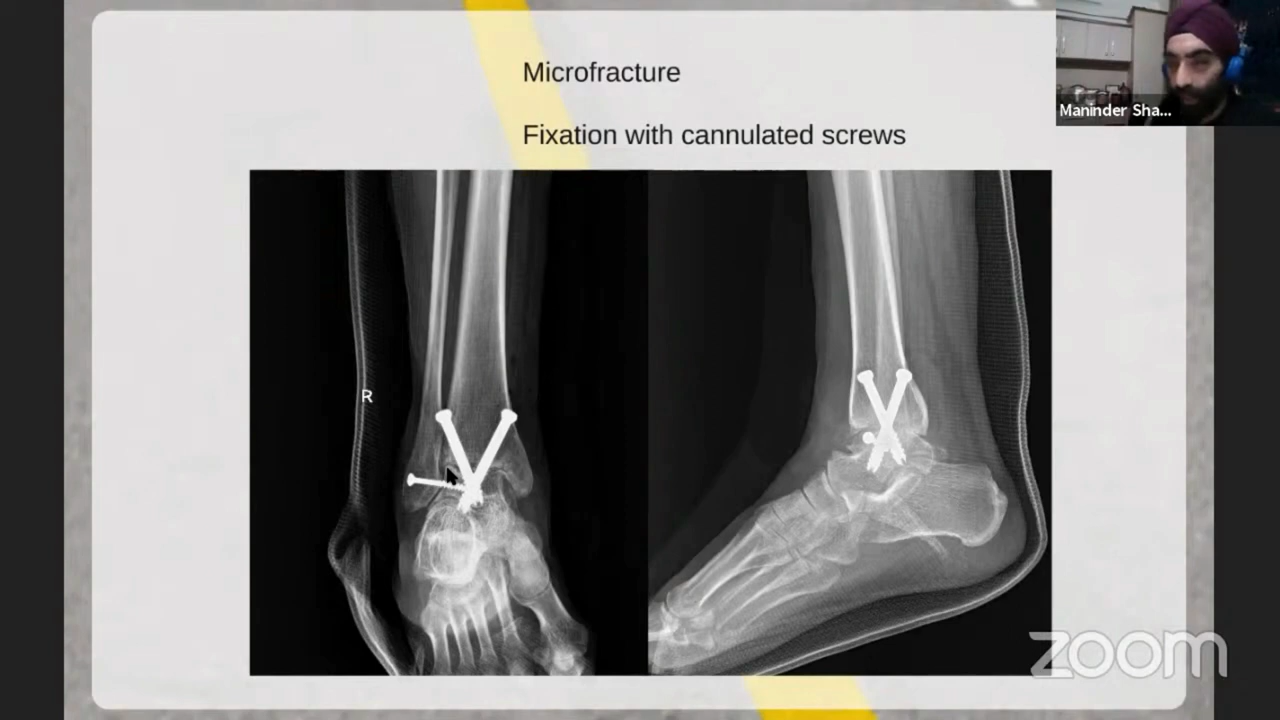 Microfracture
Maninder Sha...
Fixation with cannulated screws
R
zoom